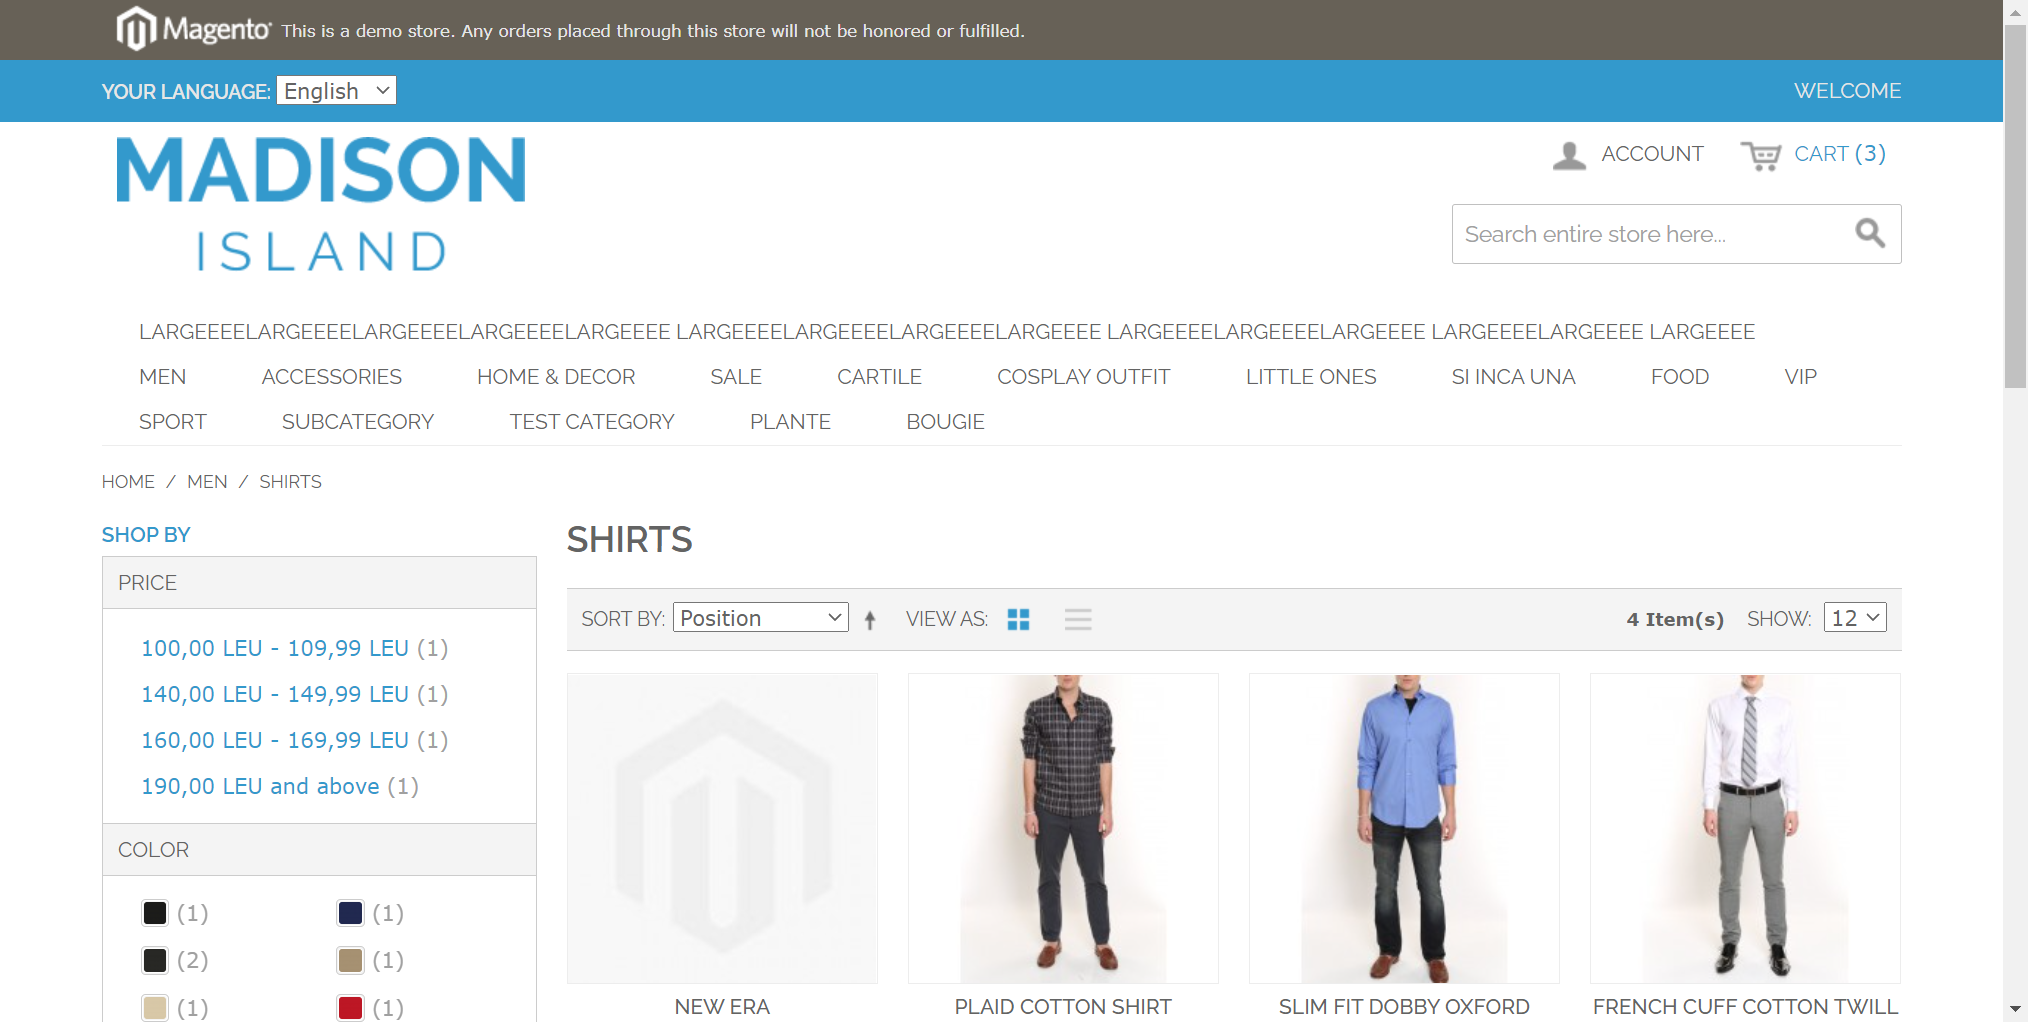 Magento This is a demo store. Any orders placed through this store will not be honored or fulfilled.
YOUR LANGUAGE: English WELCOME
MADISON
ISLAND
ACCOUNT CART (3)
Search entire store here...
LARGEEEELARGEEEELARGEEEELARGEEEELARGEEEE LARGEEEELARGEEEELARGEEEELARGEEEE LARGEEEELARGEEEELARGEEEE LARGEEEELARGEEEE LARGEEEE
MEN ACCESSORIES HOME & DECOR SALE CARTILE COSPLAY OUTFIT LITTLE ONES SI INCA UNA FOOD VIP
SPORT SUBCATEGORY TEST CATEGORY PLANTE BOUGIE
HOME / MEN / SHIRTS
SHOP BY
PRICE
100,00 LEU - 109,99 LEU (1)
140,00 LEU - 149,99 LEU (1)
160,00 LEU - 169,99 LEU (1)
190,00 LEU and above (1)
COLOR
(1) (1)
(2) (1)
(1) (1)
SHIRTS
SORT BY: Position VIEW AS: 4 Item(s) SHOW: 12
NEW ERA PLAID COTTON SHIRT SLIM FIT DOBBY OXFORD FRENCH CUFF COTTON TWILL